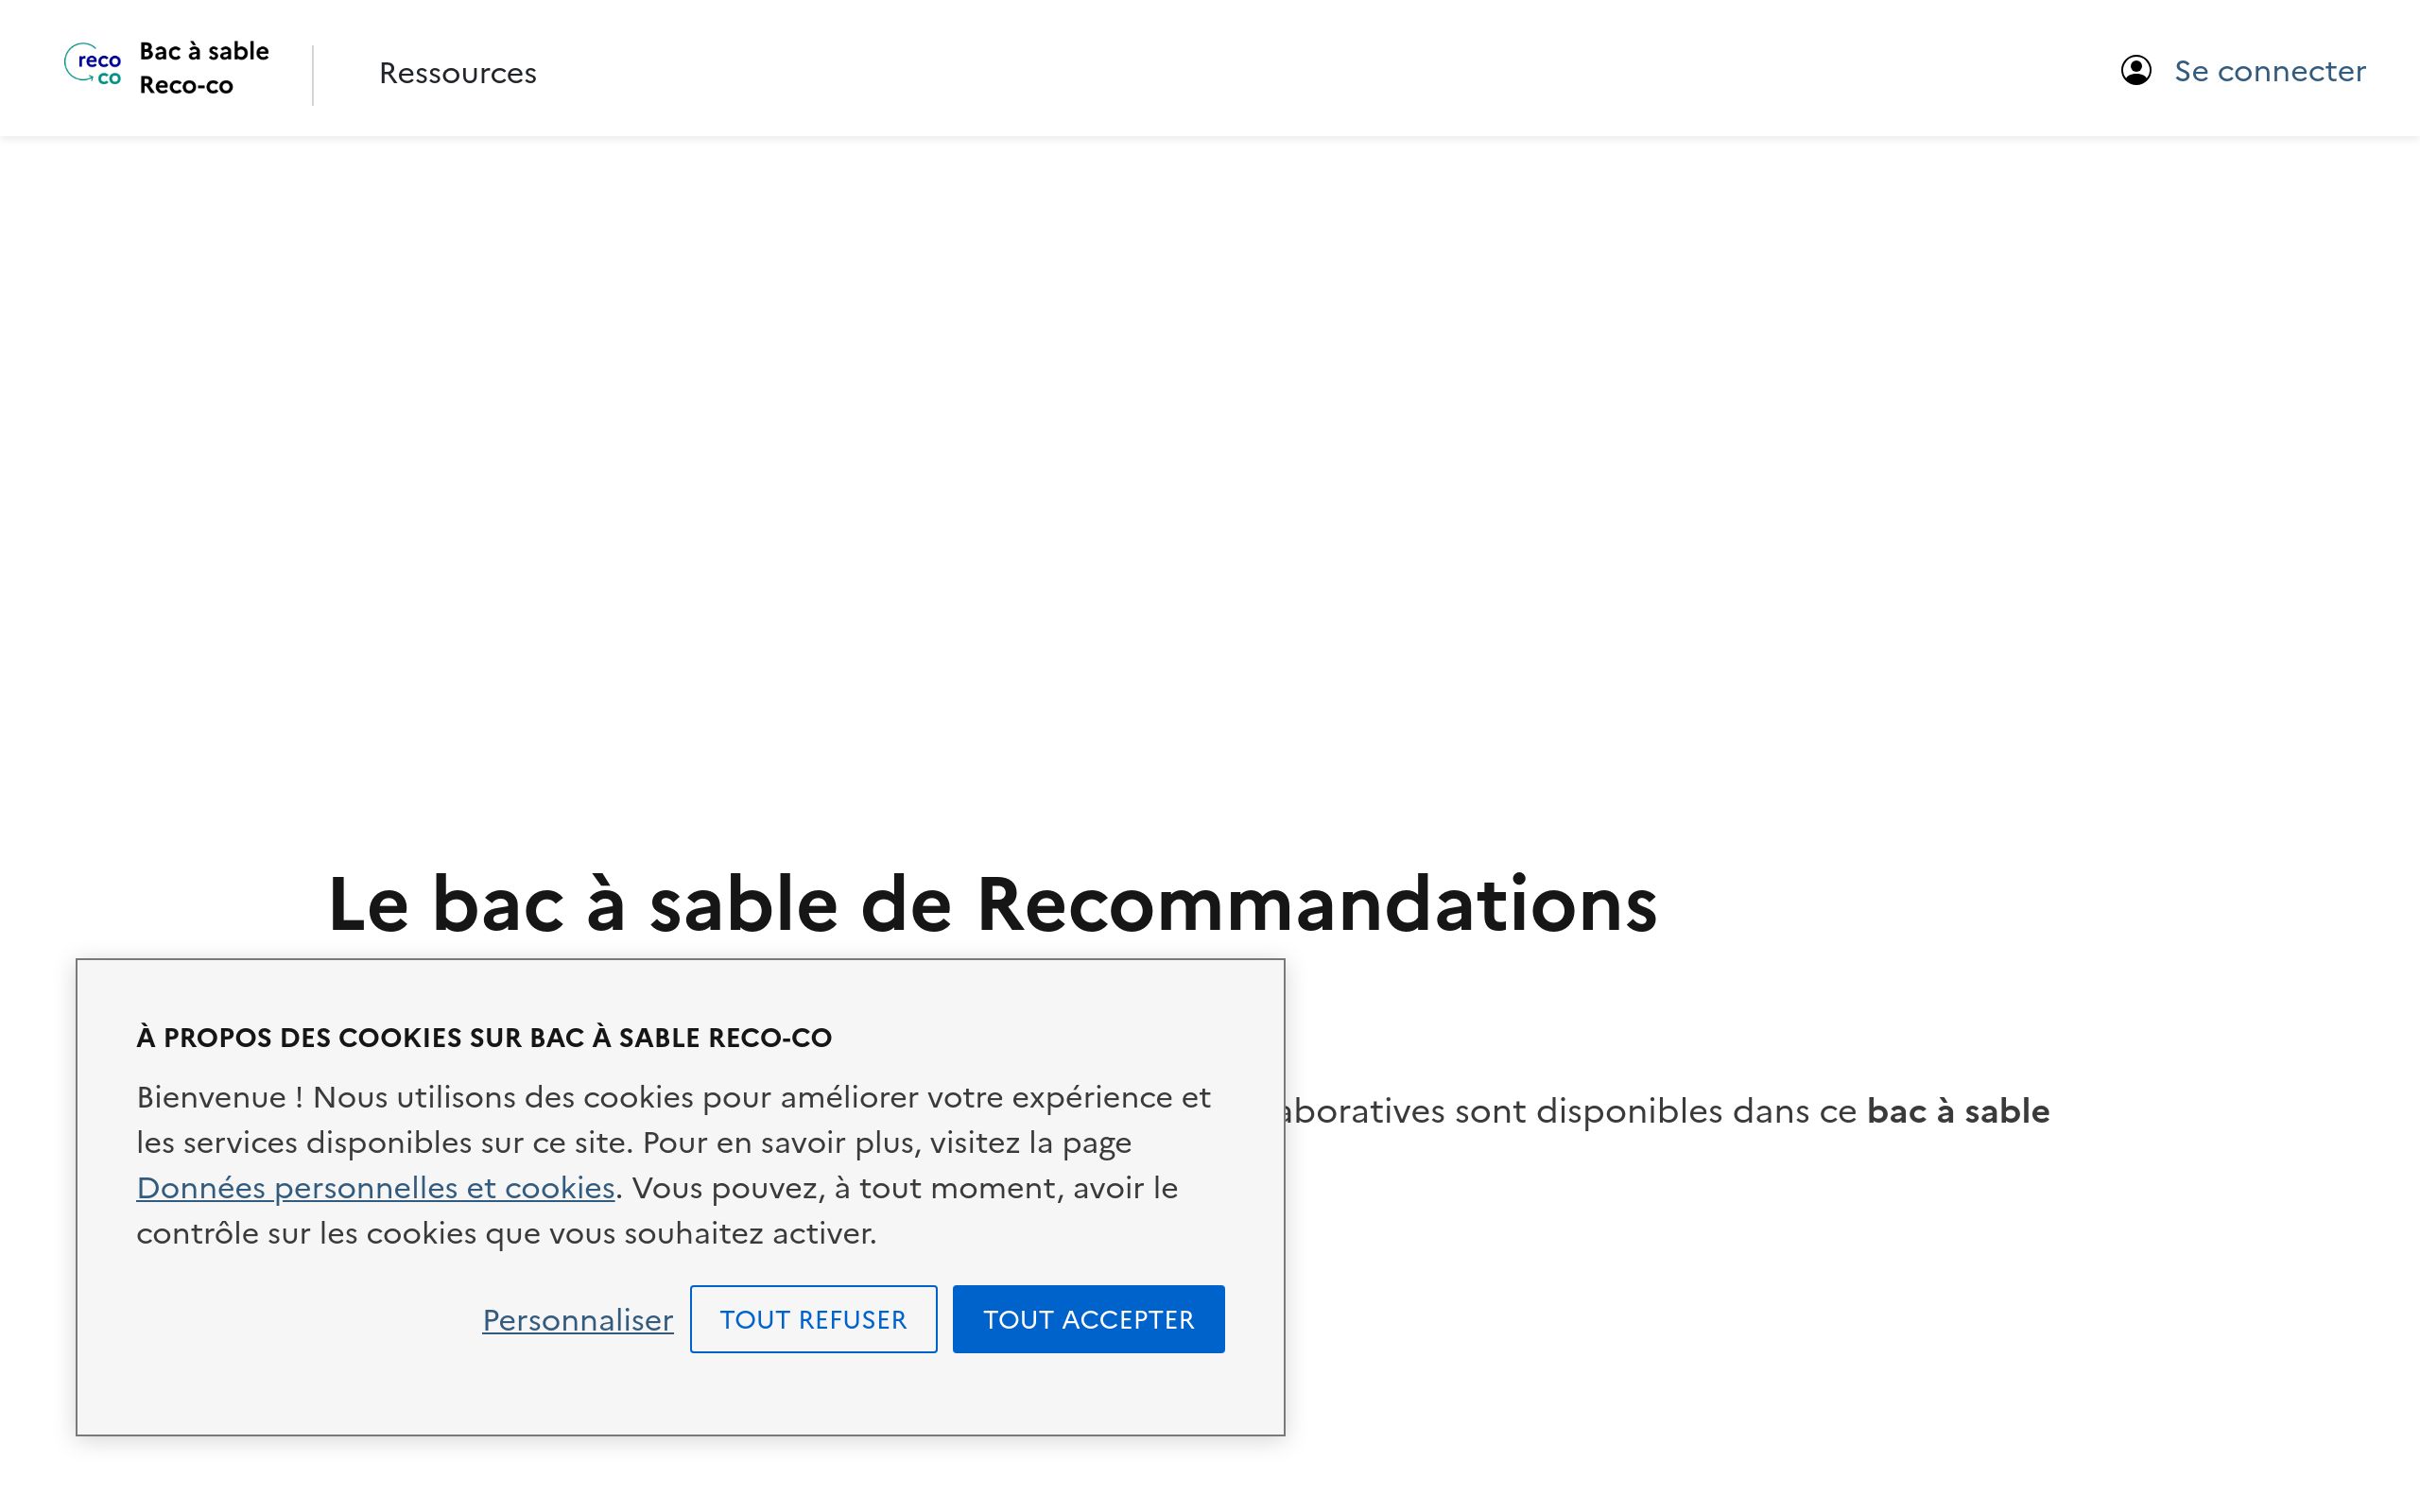 reco
co
Bac à sable
Reco-co
Ressources
Se connecter
Le bac à sable de Recommandations
À PROPOS DES COOKIES SUR BAC À SABLE RECO-CO
Bienvenue ! Nous utilisons des cookies pour améliorer votre expérience et
les services disponibles sur ce site. Pour en savoir plus, visitez la page
Données personnelles et cookies. Vous pouvez, à tout moment, avoir le
contrôle sur les cookies que vous souhaitez activer.
Personnaliser
TOUT REFUSER
TOUT ACCEPTER
sont disponibles dans ce bac à sable